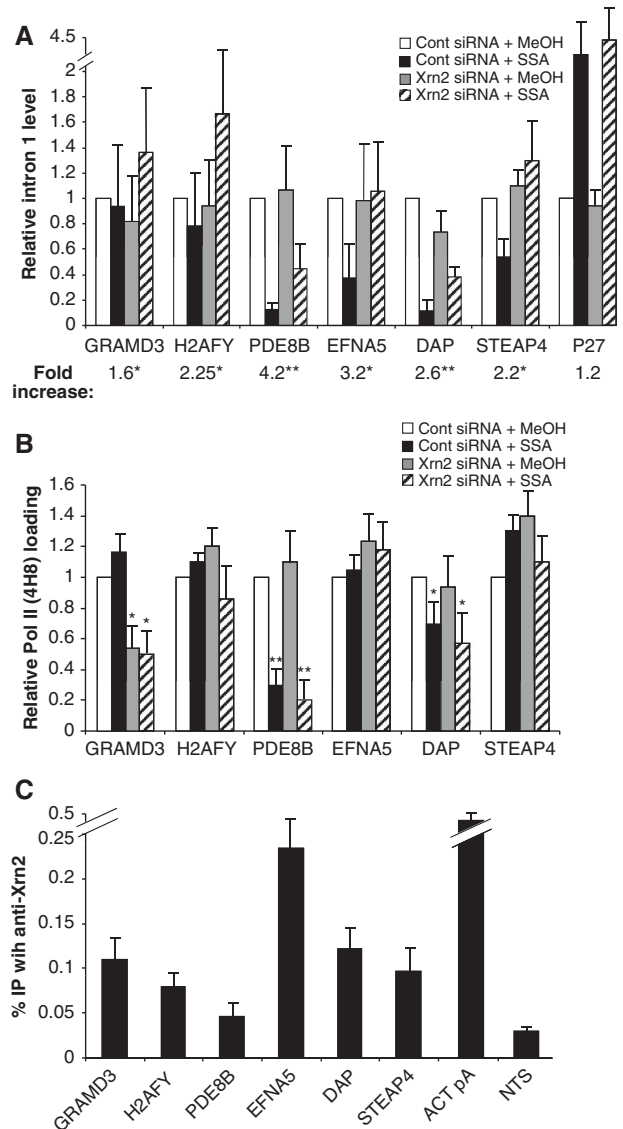 A
Relative intron 1 level
4.5
2
1.6
1.4
1.2
1
0.8
0.6
0.4
0.2
0
Cont siRNA + MeOH
Cont siRNA + SSA
Xrn2 siRNA + MeOH
Xrn2 siRNA + SSA
GRAMD3 H2AFY PDE8B EFNA5 DAP STEAP4 P27
Fold increase: 1.6* 2.25* 4.2** 3.2* 2.6** 2.2* 1.2
B
Relative Pol II (4H8) loading
1.6
1.4
1.2
1
0.8
0.6
0.4
0.2
0
Cont siRNA + MeOH
Cont siRNA + SSA
Xrn2 siRNA + MeOH
Xrn2 siRNA + SSA
* * ** ** * *
GRAMD3 H2AFY PDE8B EFNA5 DAP STEAP4
C
% IP wih anti-Xrn2
0.5
0.25
0.2
0.15
0.1
0.05
0
GRAMD3 H2AFY PDE8B EFNA5 DAP STEAP4 ACT pA NTS